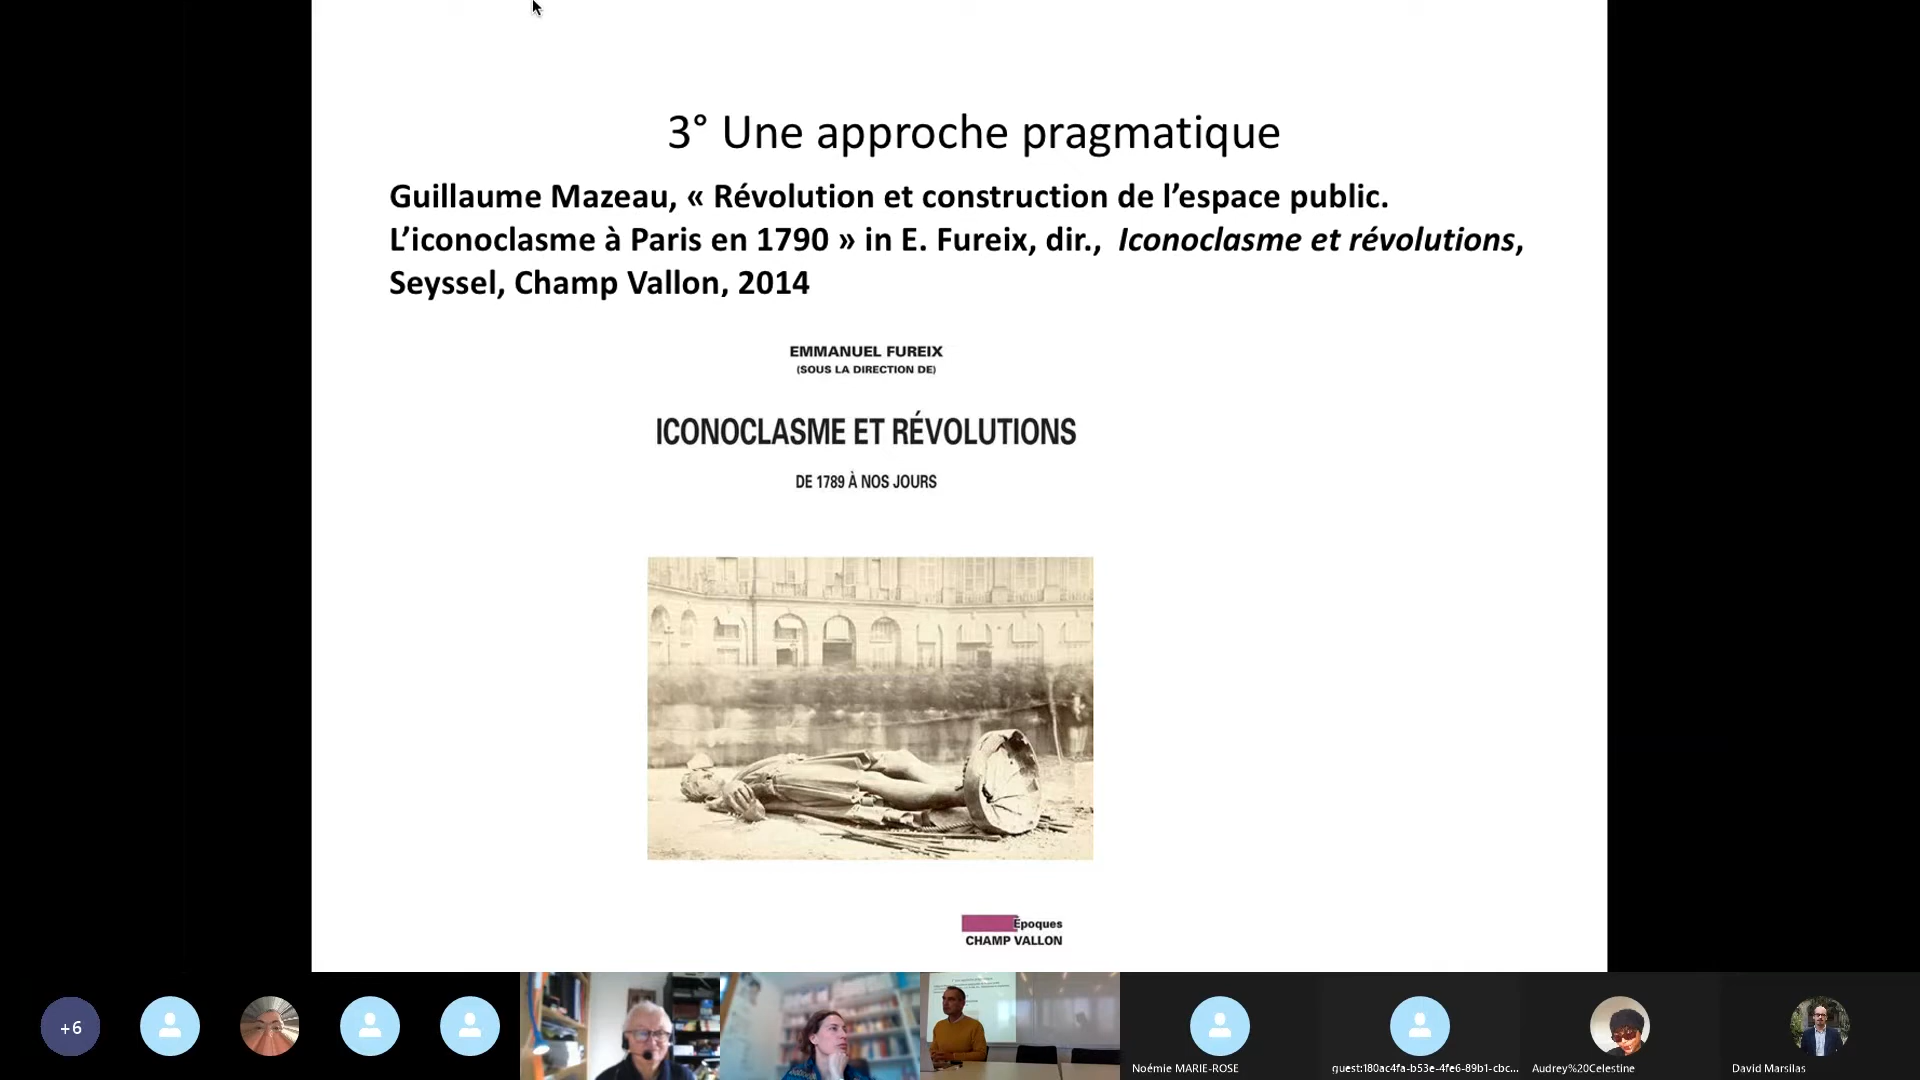 3° Une approche pragmatique
Guillaume Mazeau, « Révolution et construction de l’espace public.
L’iconoclasme à Paris en 1790 » in E. Fureix, dir., Iconoclasme et révolutions,
Seyssel, Champ Vallon, 2014
EMMANUEL FUREIX
(SOUS LA DIRECTION DE)
ICONOCLASME ET RÉVOLUTIONS
DE 1789 À NOS JOURS
Epoques
CHAMP VALLON
+6
Noémie MARIE-ROSE
guest:180ac4fa-b53e-4fe6-89b1-cbc...
Audrey%20Celestine
David Marsilas